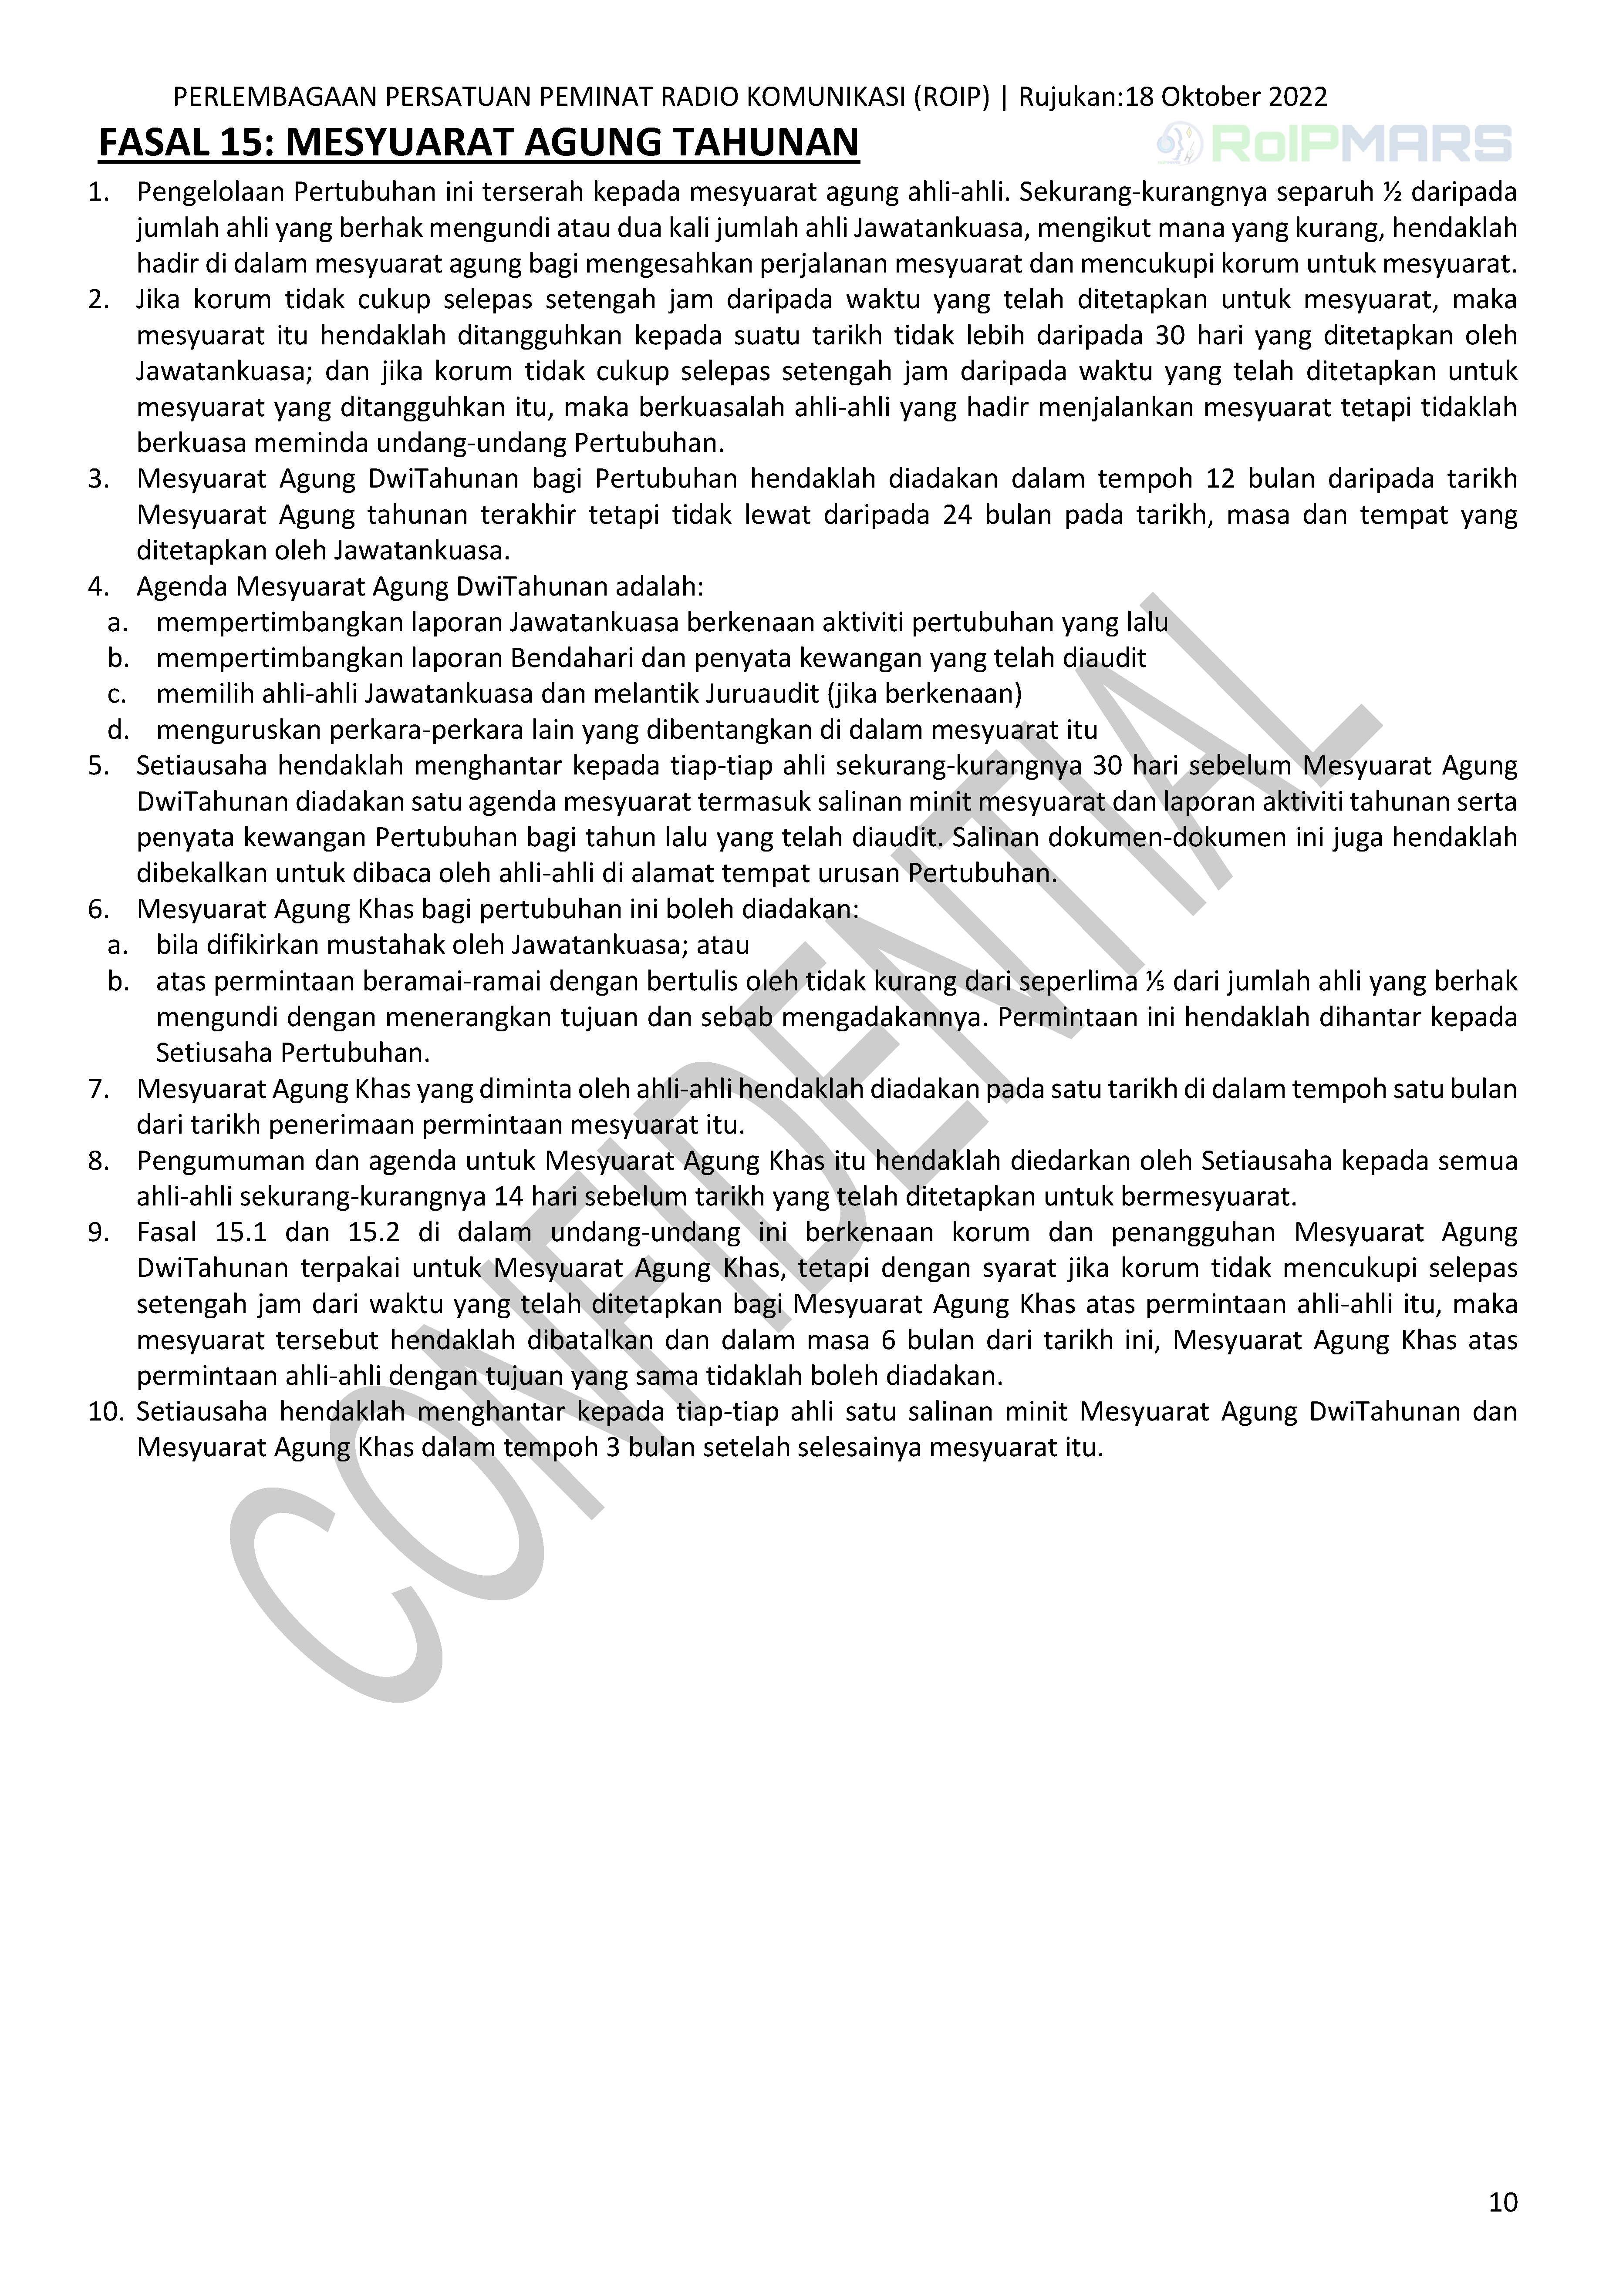 PERLEMBAGAAN PERSATUAN PEMINAT RADIO KOMUNIKASI (ROIP) | Rujukan:18 Oktober 2022
FASAL 15: MESYUARAT AGUNG TAHUNAN
RoIPMARS
1. Pengelolaan Pertubuhan ini terserah kepada mesyuarat agung ahli-ahli. Sekurang-kurangnya separuh ½ daripada
jumlah ahli yang berhak mengundi atau dua kali jumlah ahli Jawatankuasa, mengikut mana yang kurang, hendaklah
hadir di dalam mesyuarat agung bagi mengesahkan perjalanan mesyuarat dan mencukupi korum untuk mesyuarat.
2. Jika korum tidak cukup selepas setengah jam daripada waktu yang telah ditetapkan untuk mesyuarat, maka
mesyuarat itu hendaklah ditangguhkan kepada suatu tarikh tidak lebih daripada 30 hari yang ditetapkan oleh
Jawatankuasa; dan jika korum tidak cukup selepas setengah jam daripada waktu yang telah ditetapkan untuk
mesyuarat yang ditangguhkan itu, maka berkuasalah ahli-ahli yang hadir menjalankan mesyuarat tetapi tidaklah
berkuasa meminda undang-undang Pertubuhan.
3. Mesyuarat Agung DwiTahunan bagi Pertubuhan hendaklah diadakan dalam tempoh 12 bulan daripada tarikh
Mesyuarat Agung tahunan terakhir tetapi tidak lewat daripada 24 bulan pada tarikh, masa dan tempat yang
ditetapkan oleh Jawatankuasa.
4. Agenda Mesyuarat Agung DwiTahunan adalah:
a. mempertimbangkan laporan Jawatankuasa berkenaan aktiviti pertubuhan yang lalu
b. mempertimbangkan laporan Bendahari dan penyata kewangan yang telah diaudit
c. memilih ahli-ahli Jawatankuasa dan melantik Juruaudit (jika berkenaan)
d. menguruskan perkara-perkara lain yang dibentangkan di dalam mesyuarat itu
5. Setiausaha hendaklah menghantar kepada tiap-tiap ahli sekurang-kurangnya 30 hari sebelum Mesyuarat Agung
DwiTahunan diadakan satu agenda mesyuarat termasuk salinan minit mesyuarat dan laporan aktiviti tahunan serta
penyata kewangan Pertubuhan bagi tahun lalu yang telah diaudit. Salinan dokumen-dokumen ini juga hendaklah
dibekalkan untuk dibaca oleh ahli-ahli di alamat tempat urusan Pertubuhan.
6. Mesyuarat Agung Khas bagi pertubuhan ini boleh diadakan:
a. bila difikirkan mustahak oleh Jawatankuasa; atau
b. atas permintaan beramai-ramai dengan bertulis oleh tidak kurang dari seperlima ⅕ dari jumlah ahli yang berhak
mengundi dengan menerangkan tujuan dan sebab mengadakannya. Permintaan ini hendaklah dihantar kepada
Setiusaha Pertubuhan.
7. Mesyuarat Agung Khas yang diminta oleh ahli-ahli hendaklah diadakan pada satu tarikh di dalam tempoh satu bulan
dari tarikh penerimaan permintaan mesyuarat itu.
8. Pengumuman dan agenda untuk Mesyuarat Agung Khas itu hendaklah diedarkan oleh Setiausaha kepada semua
ahli-ahli sekurang-kurangnya 14 hari sebelum tarikh yang telah ditetapkan untuk bermesyuarat.
9. Fasal 15.1 dan 15.2 di dalam undang-undang ini berkenaan korum dan penangguhan Mesyuarat Agung
DwiTahunan terpakai untuk Mesyuarat Agung Khas, tetapi dengan syarat jika korum tidak mencukupi selepas
setengah jam dari waktu yang telah ditetapkan bagi Mesyuarat Agung Khas atas permintaan ahli-ahli itu, maka
mesyuarat tersebut hendaklah dibatalkan dan dalam masa 6 bulan dari tarikh ini, Mesyuarat Agung Khas atas
permintaan ahli-ahli dengan tujuan yang sama tidaklah boleh diadakan.
10. Setiausaha hendaklah menghantar kepada tiap-tiap ahli satu salinan minit Mesyuarat Agung DwiTahunan dan
Mesyuarat Agung Khas dalam tempoh 3 bulan setelah selesainya mesyuarat itu.
CONFIDENTIAL
10